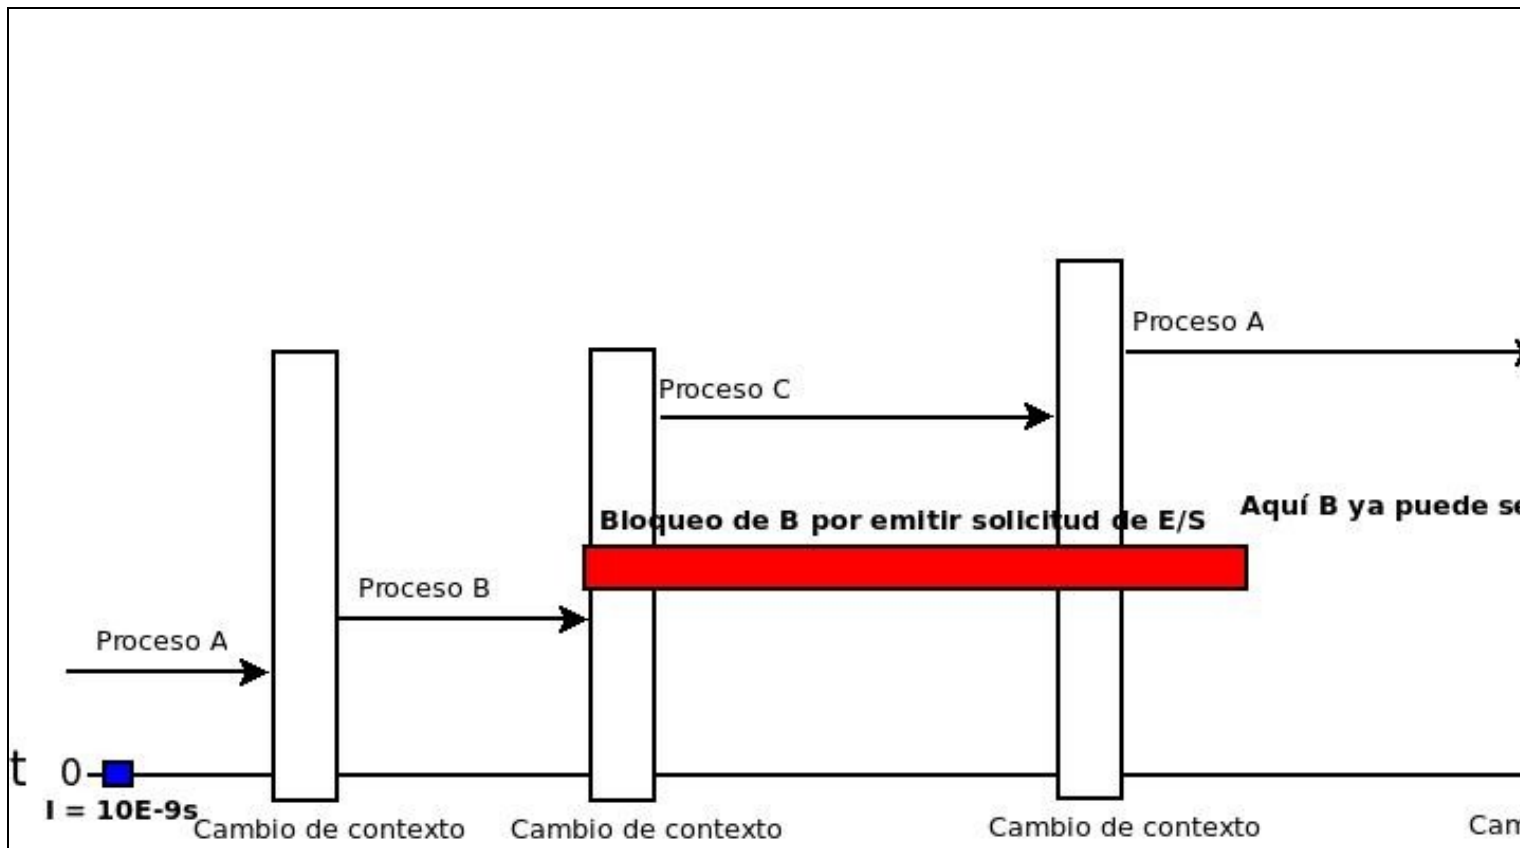 Proceso A
Proceso C
Bloqueo de B por emitir solicitud de E/S
Aquí B ya puede
Proceso B
Proceso A
t 0
I = 10E-9s
Cambio de contexto
Cambio de contexto
Cambio de contexto